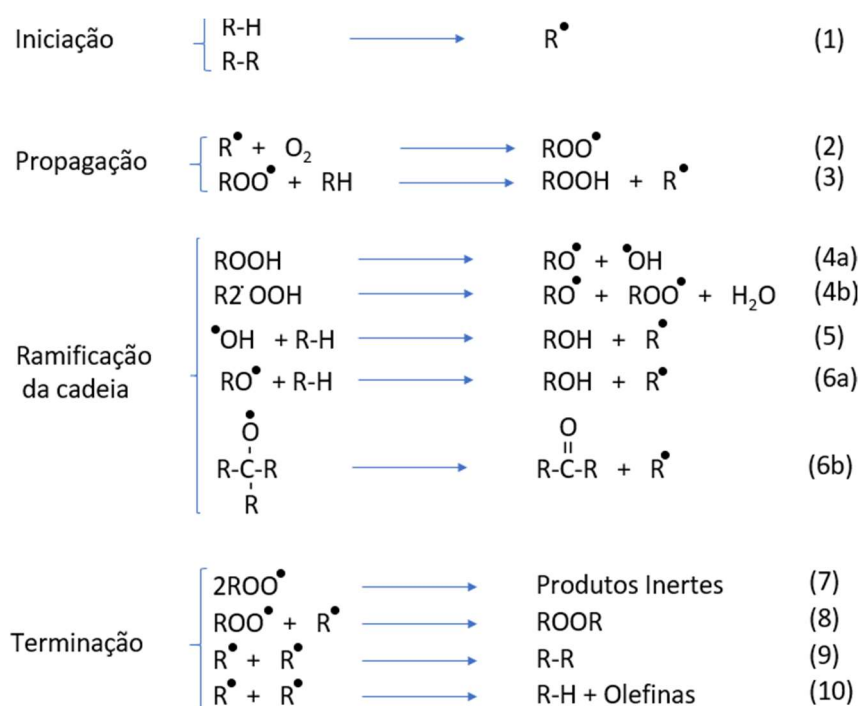 Iniciação
R-H
R-R
R• (1)
Propagação
R• + O₂ ROO• (2)
ROO• + RH ROOH + R• (3)
Ramificação
da cadeia
ROOH RO• + •OH (4a)
R2˙OOH RO• + ROO• + H₂O (4b)
•OH + R-H ROH + R• (5)
RO• + R-H ROH + R• (6a)
•
O
R-C-R
R
O
R-C-R + R• (6b)
Terminação
2ROO• Produtos Inertes (7)
ROO• + R• ROOR (8)
R• + R• R-R (9)
R• + R• R-H + Olefinas (10)